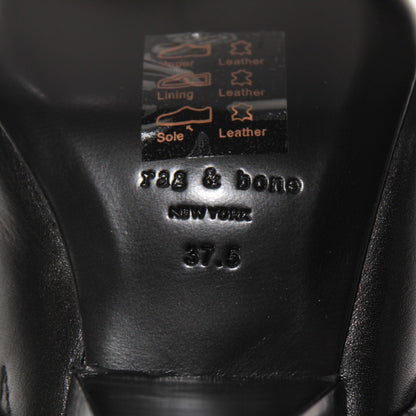 Upper Leather
Lining Leather
Sole Leather
rag & bone
NEW YORK
37.5